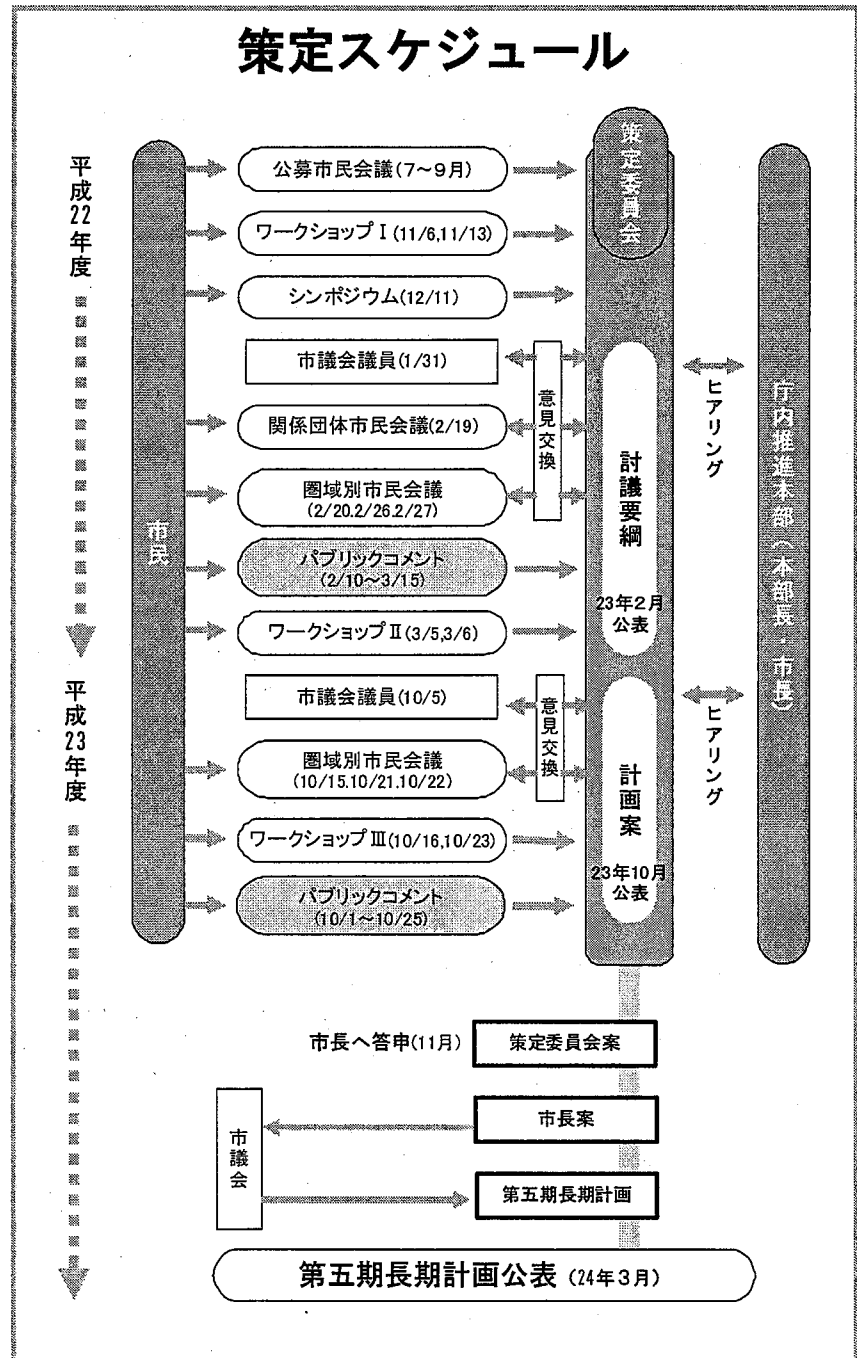 策定スケジュール
平成22年度
平成23年度
市民
公募市民会議(7～9月)
ワークショップⅠ(11/6,11/13)
シンポジウム(12/11)
市議会議員(1/31)
関係団体市民会議(2/19)
圏域別市民会議
(2/20.2/26.2/27)
パブリックコメント
(2/10～3/15)
ワークショップⅡ(3/5,3/6)
市議会議員(10/5)
圏域別市民会議
(10/15.10/21.10/22)
ワークショップⅢ(10/16,10/23)
パブリックコメント
(10/1～10/25)
意見交換
意見交換
策定委員会
討議要綱
23年2月
公表
計画案
23年10月
公表
ヒアリング
ヒアリング
庁内推進本部(本部長・市長)
市長へ答申(11月)
策定委員会案
市長案
市議会
第五期長期計画
第五期長期計画公表(24年3月)